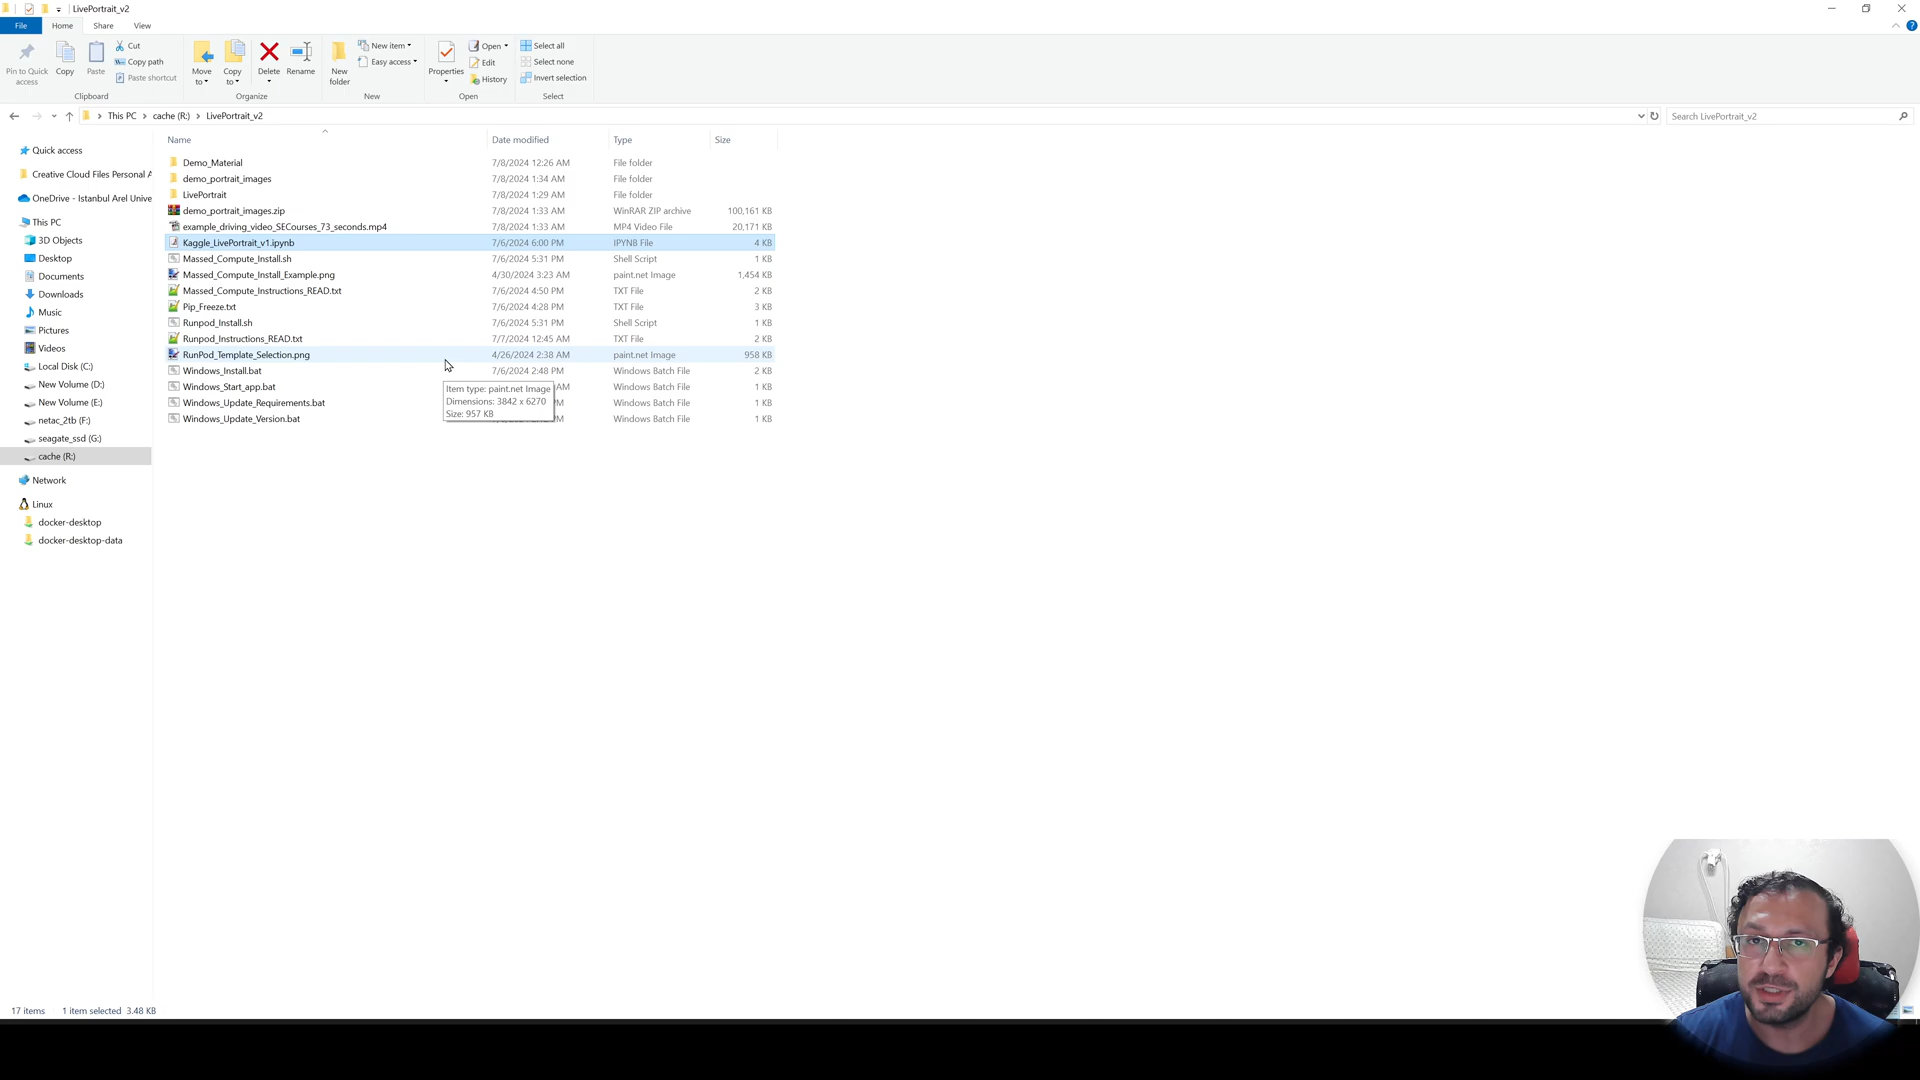 LivePortrait_v2
File Home Share View
Pin to Quick access
Copy
Paste
Cut
Copy path
Paste shortcut
Clipboard
Move to
Copy to
Delete
Rename
Organize
New folder
New item
Easy access
New
Properties
Open
Edit
History
Open
Select all
Select none
Invert selection
Select
This PC > cache (R:) > LivePortrait_v2
Search LivePortrait_v2
Name Date modified Type Size
Demo_Material 7/8/2024 12:26 AM File folder
demo_portrait_images 7/8/2024 1:34 AM File folder
LivePortrait 7/8/2024 1:29 AM File folder
demo_portrait_images.zip 7/8/2024 1:33 AM WinRAR ZIP archive 100,161 KB
example_driving_video_SECourses_73_seconds.mp4 7/8/2024 1:33 AM MP4 Video File 20,171 KB
Kaggle_LivePortrait_v1.ipynb 7/6/2024 6:00 PM IPYNB File 4 KB
Massed_Compute_Install.sh 7/6/2024 5:31 PM Shell Script 1 KB
Massed_Compute_Install_Example.png 4/30/2024 3:23 AM paint.net Image 1,454 KB
Massed_Compute_Instructions_READ.txt 7/6/2024 4:50 PM TXT File 2 KB
Pip_Freeze.txt 7/6/2024 4:28 PM TXT File 3 KB
Runpod_Install.sh 7/6/2024 5:31 PM Shell Script 1 KB
Runpod_Instructions_READ.txt 7/7/2024 12:45 AM TXT File 2 KB
RunPod_Template_Selection.png 4/26/2024 2:38 AM paint.net Image 958 KB
Windows_Install.bat 7/6/2024 2:48 PM Windows Batch File 2 KB
Windows_Start_app.bat AM Windows Batch File 1 KB
Windows_Update_Requirements.bat Windows Batch File 1 KB
Windows_Update_Version.bat Windows Batch File 1 KB
Item type: paint.net Image
Dimensions: 3842 x 6270
Size: 957 KB
Quick access
Creative Cloud Files Personal A
OneDrive - Istanbul Arel Unive
This PC
3D Objects
Desktop
Documents
Downloads
Music
Pictures
Videos
Local Disk (C:)
New Volume (D:)
New Volume (E:)
netac_2tb (F:)
seagate_ssd (G:)
cache (R:)
Network
Linux
docker-desktop
docker-desktop-data
17 items 1 item selected 3.48 KB